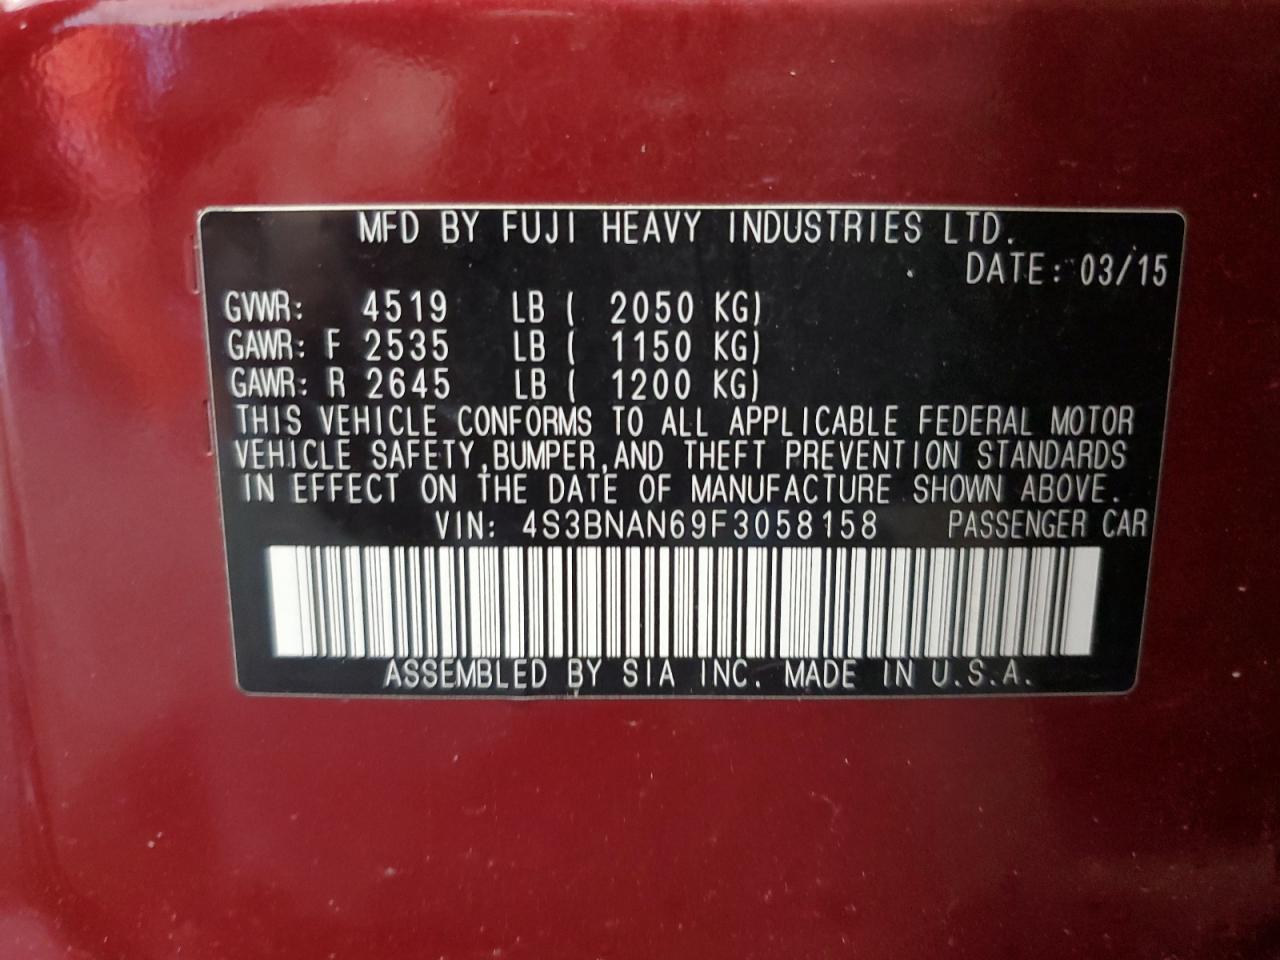 MFD BY FUJI HEAVY INDUSTRIES LTD.
DATE: 03/15
GVWR: 4519 LB ( 2050 KG)
GAWR: F 2535 LB ( 1150 KG)
GAWR: R 2645 LB ( 1200 KG)
THIS VEHICLE CONFORMS TO ALL APPLICABLE FEDERAL MOTOR
VEHICLE SAFETY,BUMPER,AND THEFT PREVENTION STANDARDS
IN EFFECT ON THE DATE OF MANUFACTURE SHOWN ABOVE.
VIN: 4S3BNAN69F3058158 PASSENGER CAR
ASSEMBLED BY SIA INC. MADE IN U.S.A.